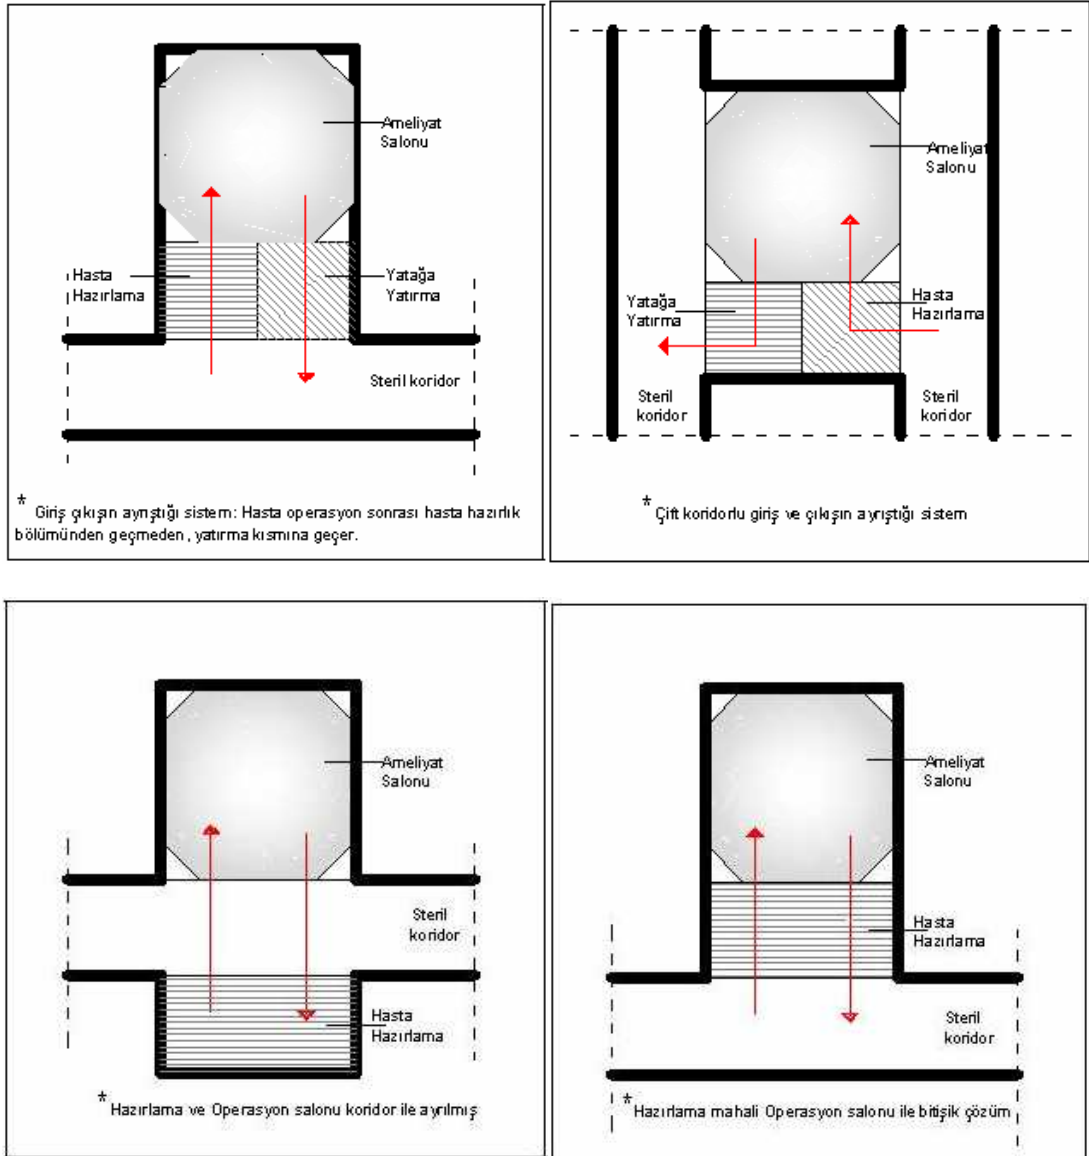 Ameliyat
Salonu
Hasta
Hazırlama
Yatağa
Yatırma
Steril koridor
* Giriş çıkışın ayrıştığı sistem: Hasta operasyon sonrası hasta hazırlık
bölümünden geçmeden, yatırma kısmına geçer.
Ameliyat
Salonu
Yatağa
Yatırma
Hasta
Hazırlama
Steril
koridor
Steril
koridor
* Çift koridorlu giriş ve çıkışın ayrıştığı sistem
Ameliyat
Salonu
Steril
koridor
Hasta
Hazırlama
* Hazırlama ve Operasyon salonu koridor ile ayrılmış
Ameliyat
Salonu
Hasta
Hazırlama
Steril
koridor
* Hazırlama mahali Operasyon salonu ile bitişik çözüm